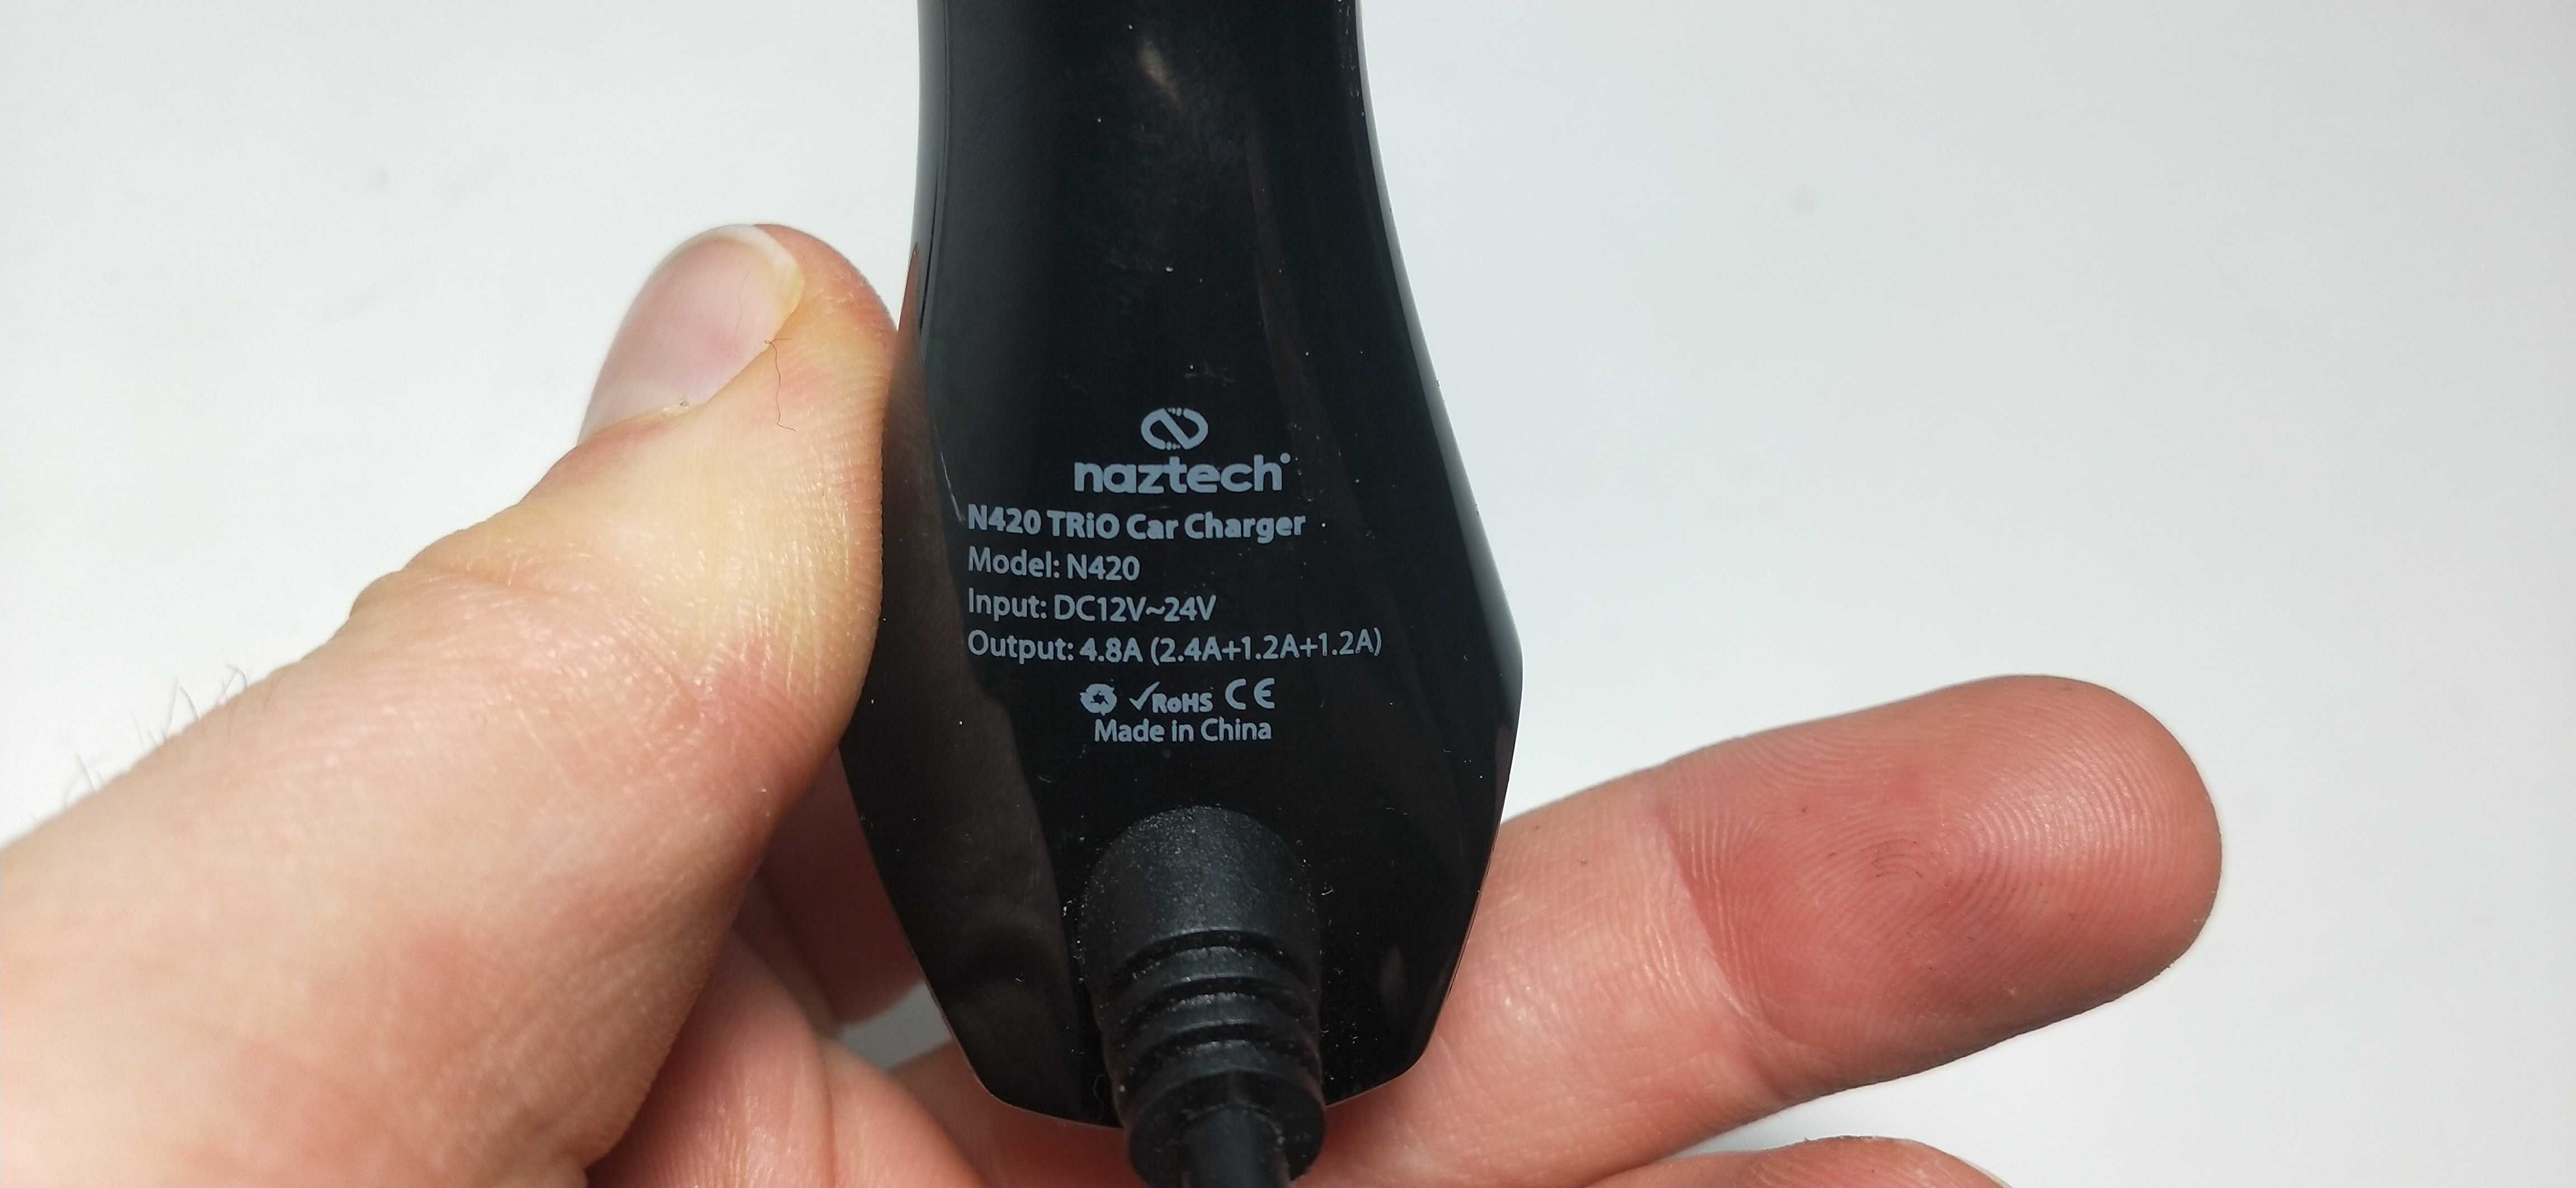 naztech
N420 TRiO Car Charger
Model: N420
Input: DC12V~24V
Output: 4.8A (2.4A+1.2A+1.2A)
✓RoHS CE
Made in China